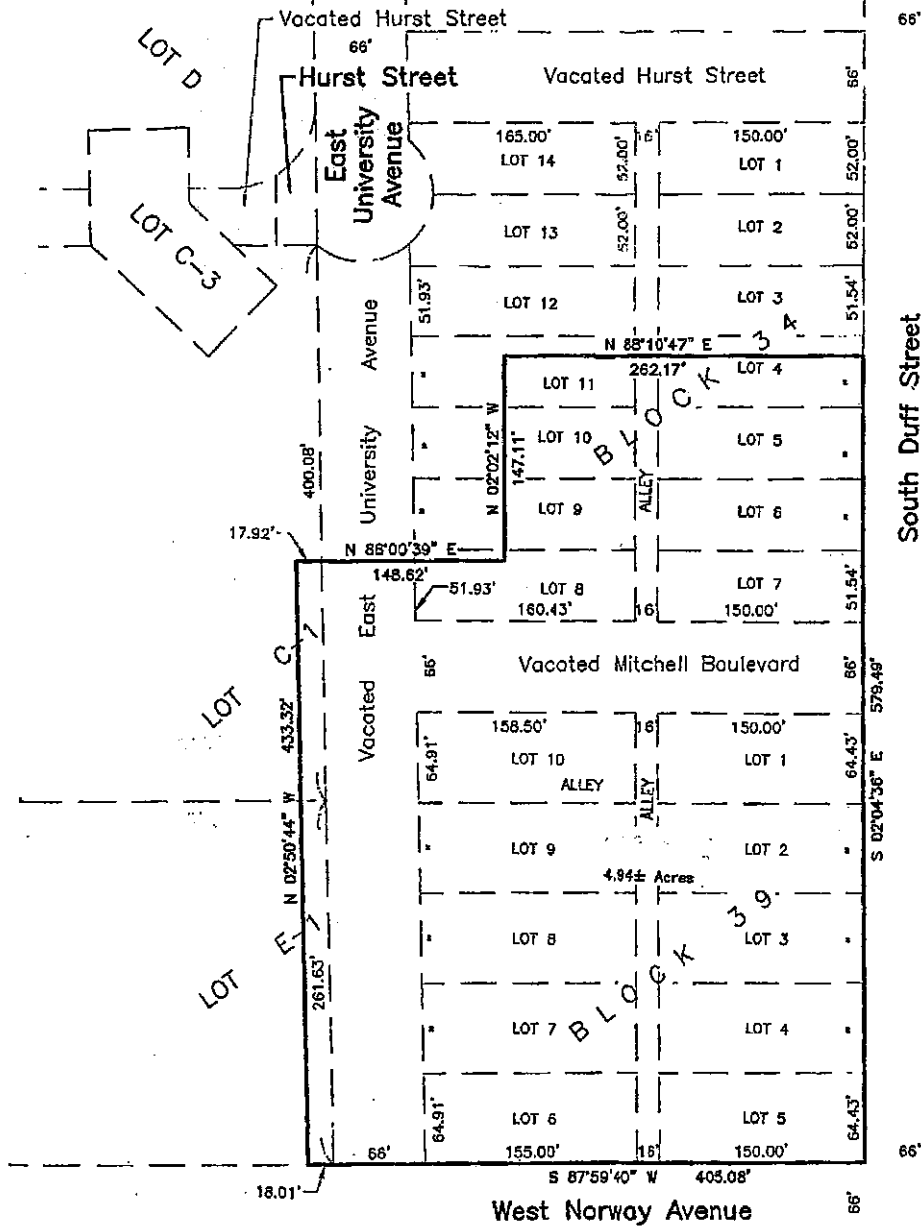 Vacated Hurst Street
66'
66'
LOT D
66'
Hurst Street
Vacated Hurst Street
66'
East
University
Avenue
165.00'
16'
150.00'
LOT 14
52.00'
LOT 1
52.00'
LOT C-3
LOT 13
52.00'
LOT 2
52.00'
51.93'
LOT 12
LOT 3
51.54'
N 88°10'47" E
262.17'
LOT 11
LOT 4
BLOCK 34
South Duff Street
N 02°02'12" W
147.11'
LOT 10
LOT 5
ALLEY
400.08'
Vacated East University Avenue
LOT 9
LOT 6
17.92'
N 86°00'39" E
148.62'
51.93'
LOT 8
LOT 7
51.54'
160.43'
16'
150.00'
LOT C-1
66'
Vacated Mitchell Boulevard
66'
579.49'
S 02°04'36" E
433.32'
N 02°50'44" W
158.50'
16'
150.00'
64.91'
LOT 10
LOT 1
64.43'
ALLEY
ALLEY
LOT 9
LOT 2
4.94± Acres
BLOCK 39
LOT E-1
261.63'
LOT 8
LOT 3
LOT 7
LOT 4
64.91'
LOT 6
LOT 5
64.43'
66'
155.00'
16'
150.00'
66'
18.01'
S 87°59'40" W
405.08'
West Norway Avenue
66'